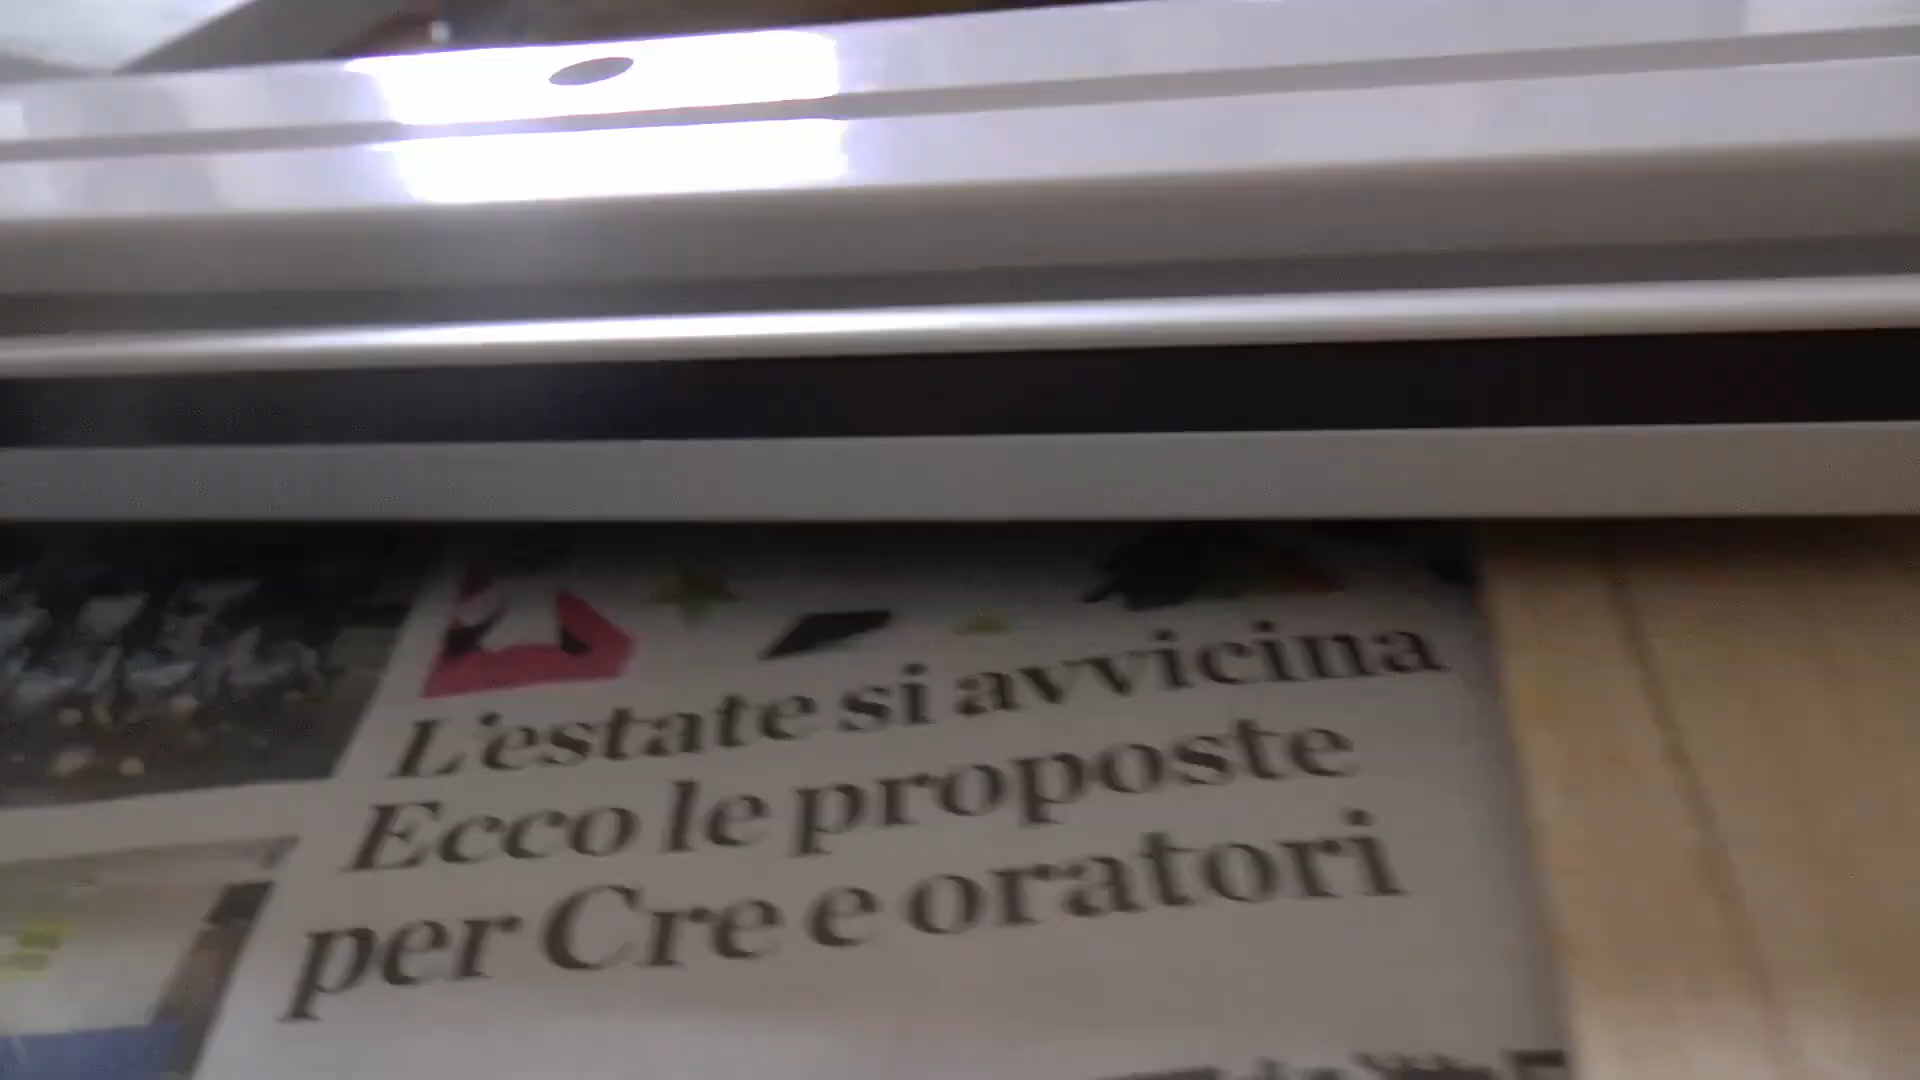 L'estate si avvicina
Ecco le proposte
per Cre e oratori